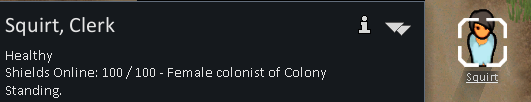 Squirt, Clerk
Healthy
Shields Online: 100 / 100 - Female colonist of Colony
Standing.
Squirt